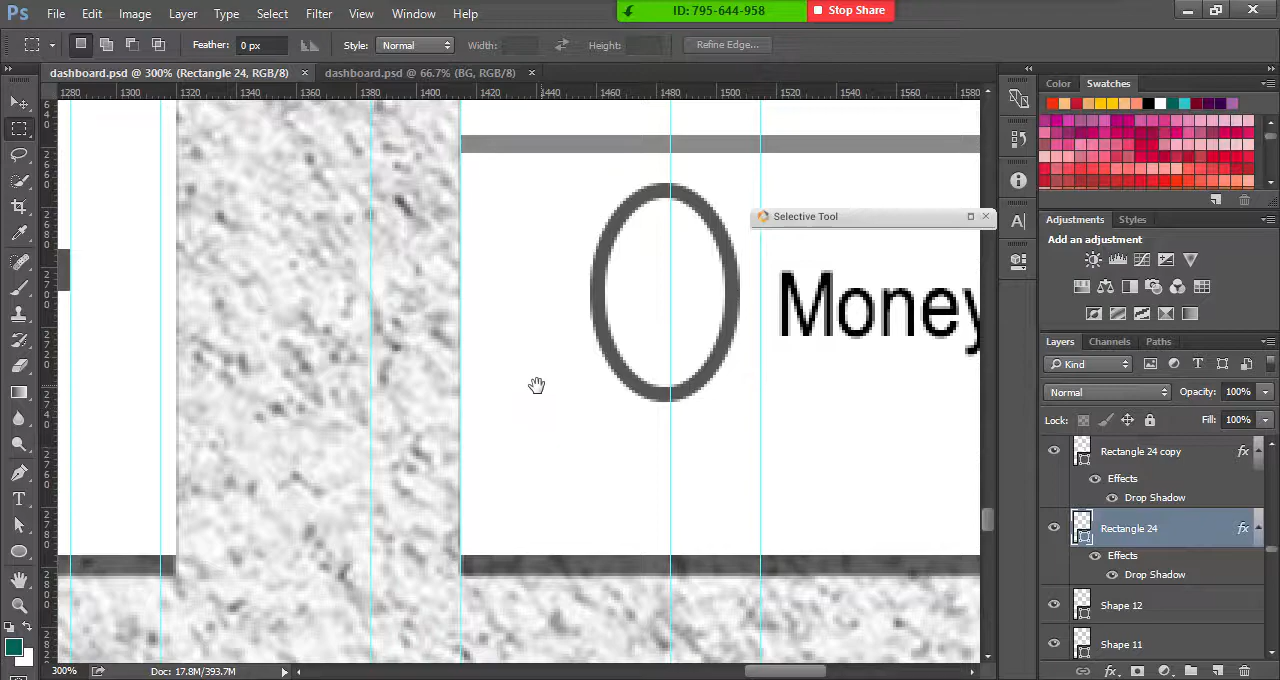 Ps File Edit Image Layer Type Select Filter View Window Help
ID: 795-644-958 Stop Share
Feather: 0 px Style: Normal Width: Height: Refine Edge...
dashboard.psd @ 300% (Rectangle 24, RGB/8) × dashboard.psd @ 66.7% (BG, RGB/8) ×
1280 1300 1320 1340 1360 1380 1400 1420 1440 1460 1480 1500 1520 1540 1560 1580
Color Swatches
Selective Tool
Money
Adjustments Styles
Add an adjustment
Layers Channels Paths
Kind
Normal Opacity: 100%
Lock: Fill: 100%
Rectangle 24 copy fx
Effects
Drop Shadow
Rectangle 24 fx
Effects
Drop Shadow
Shape 12
Shape 11
300% Doc: 17.8M/393.7M